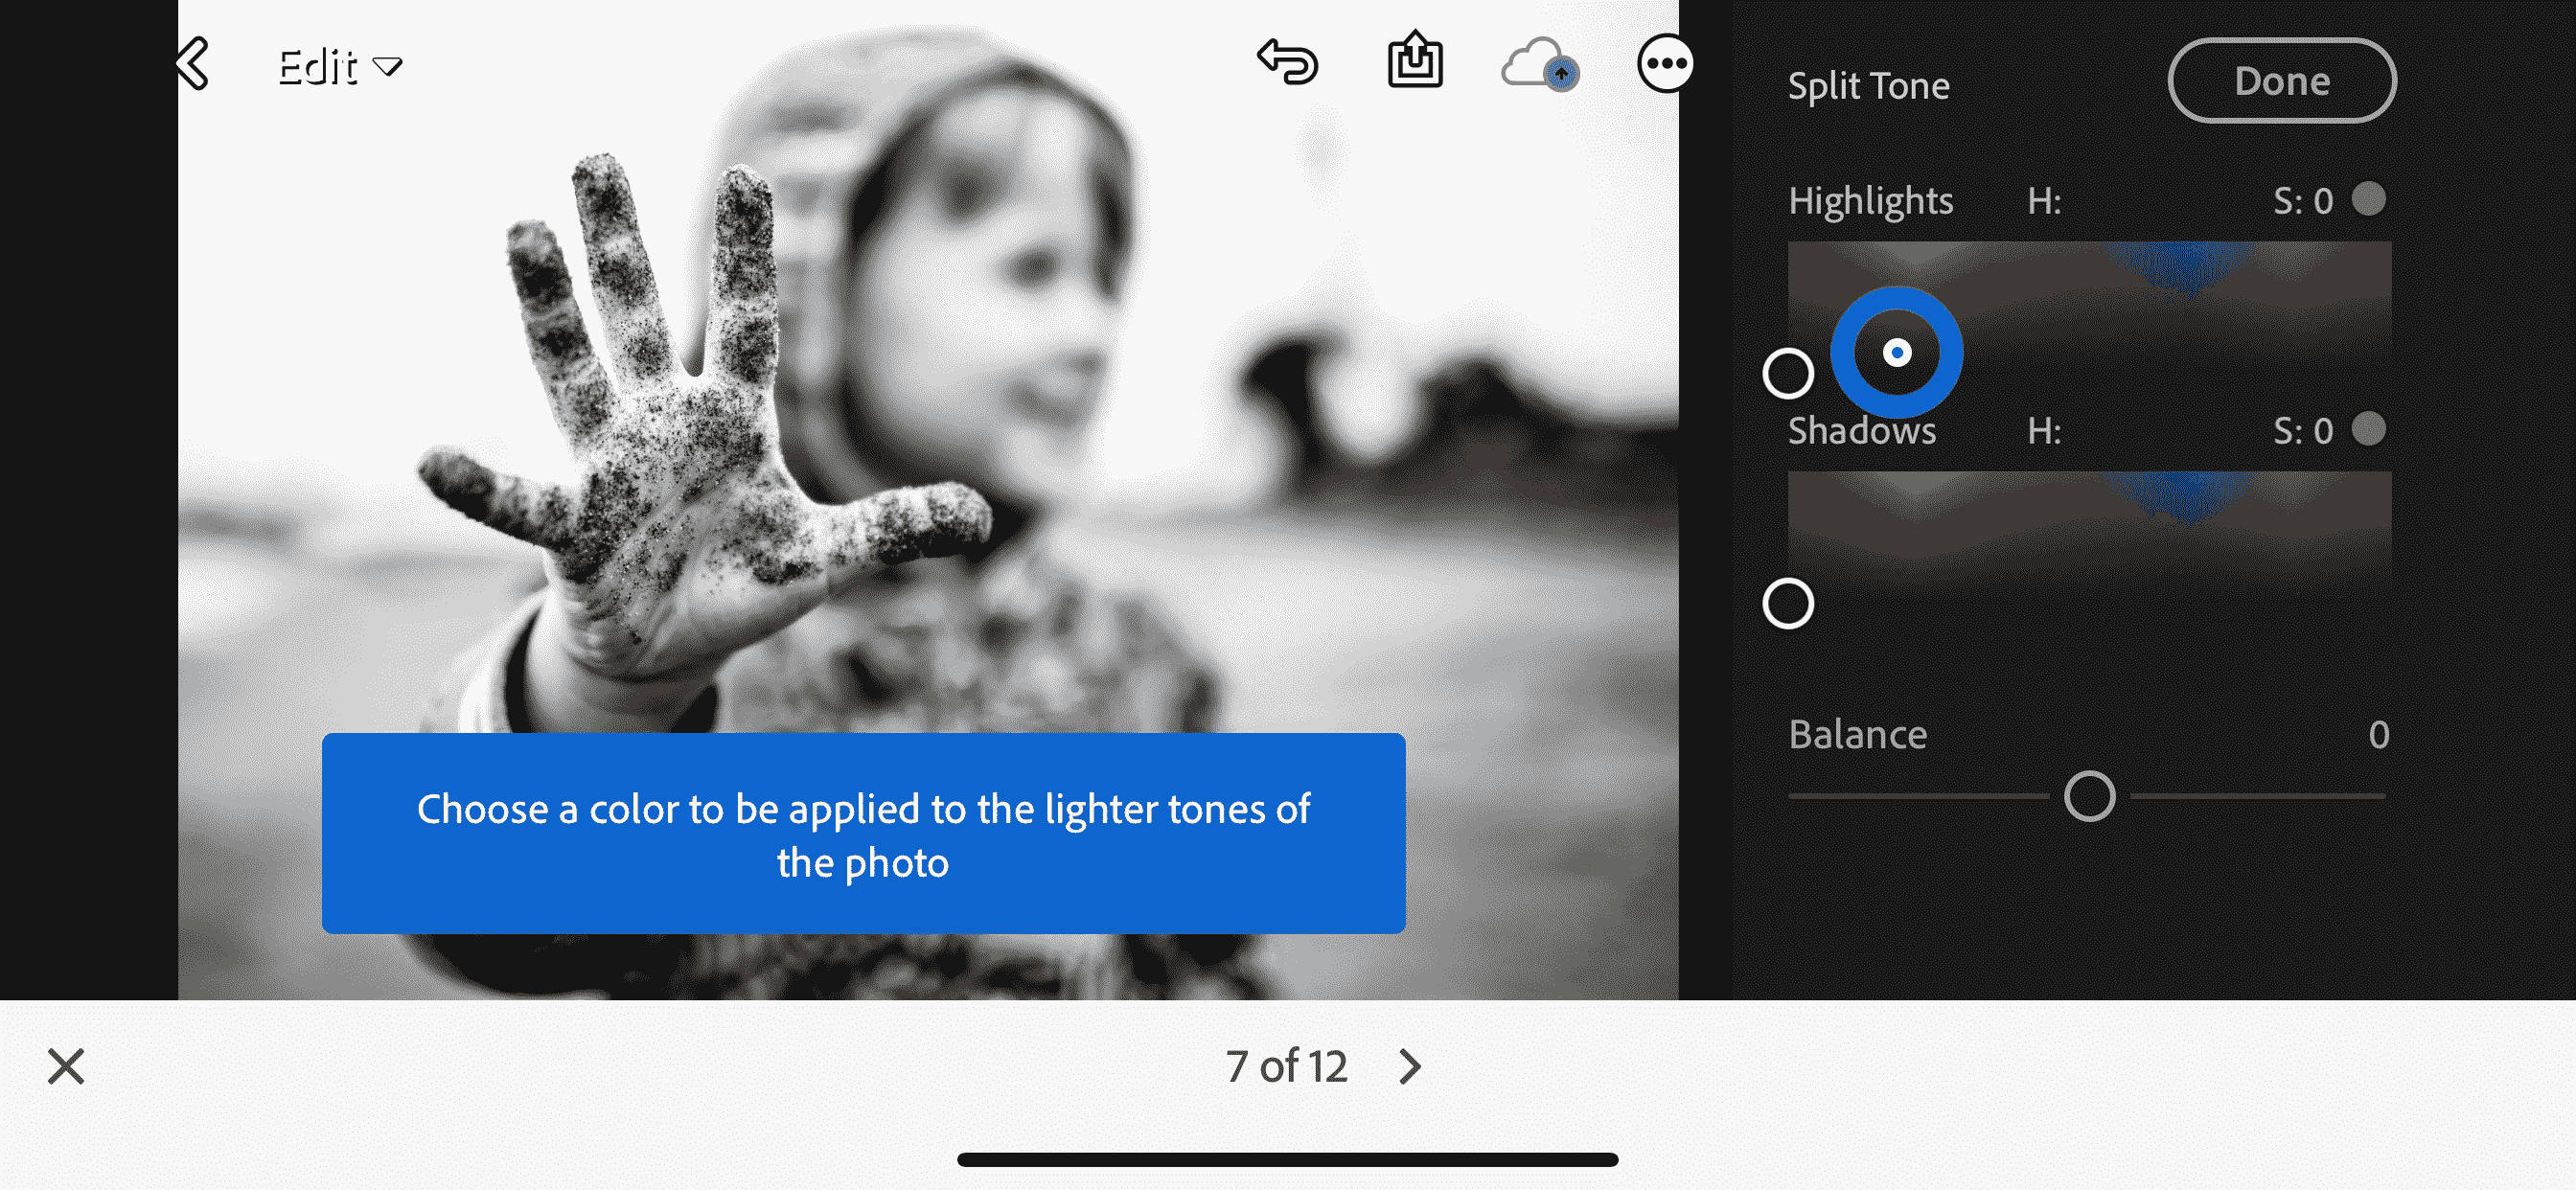 Edit
Split Tone
Done
Highlights H: S: 0
Shadows H: S: 0
Balance 0
Choose a color to be applied to the lighter tones of
the photo
7 of 12